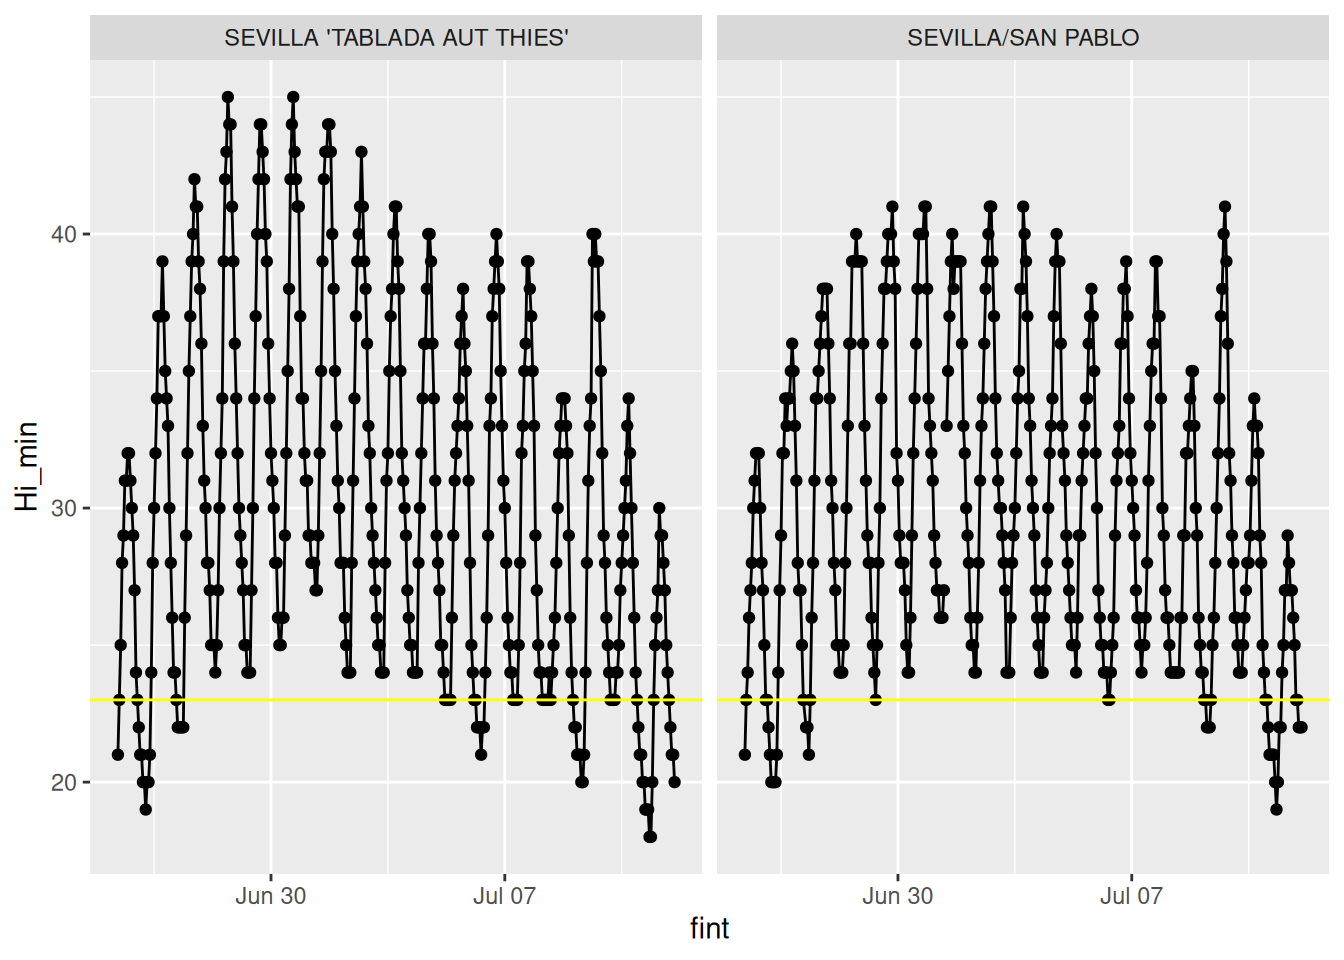 SEVILLA 'TABLADA AUT THIES'
SEVILLA/SAN PABLO
40
30
20
Hi_min
Jun 30
Jul 07
Jun 30
Jul 07
fint